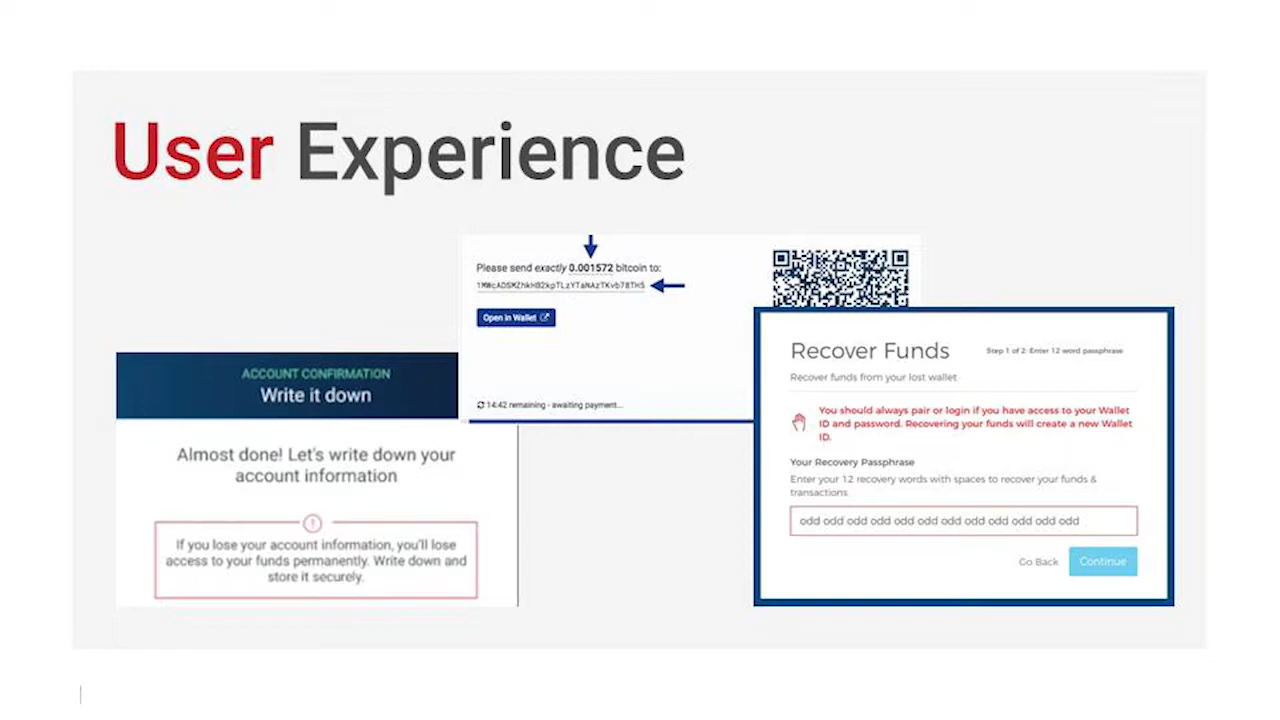 User Experience
Please send exactly 0.001572 bitcoin to:
Open in Wallet
14:42 remaining - awaiting payment...
ACCOUNT CONFIRMATION
Write it down
Almost done! Let's write down your
account information
If you lose your account information, you'll lose
access to your funds permanently. Write down and
store it securely.
Recover Funds
Step 1 of 2: Enter 12 word passphrase
Recover funds from your lost wallet
You should always pair or login if you have access to your Wallet
ID and password. Recovering your funds will create a new Wallet
ID.
Your Recovery Passphrase
Enter your 12 recovery words with spaces to recover your funds &
transactions.
odd odd odd odd odd odd odd odd odd odd odd odd
Go Back
Continue